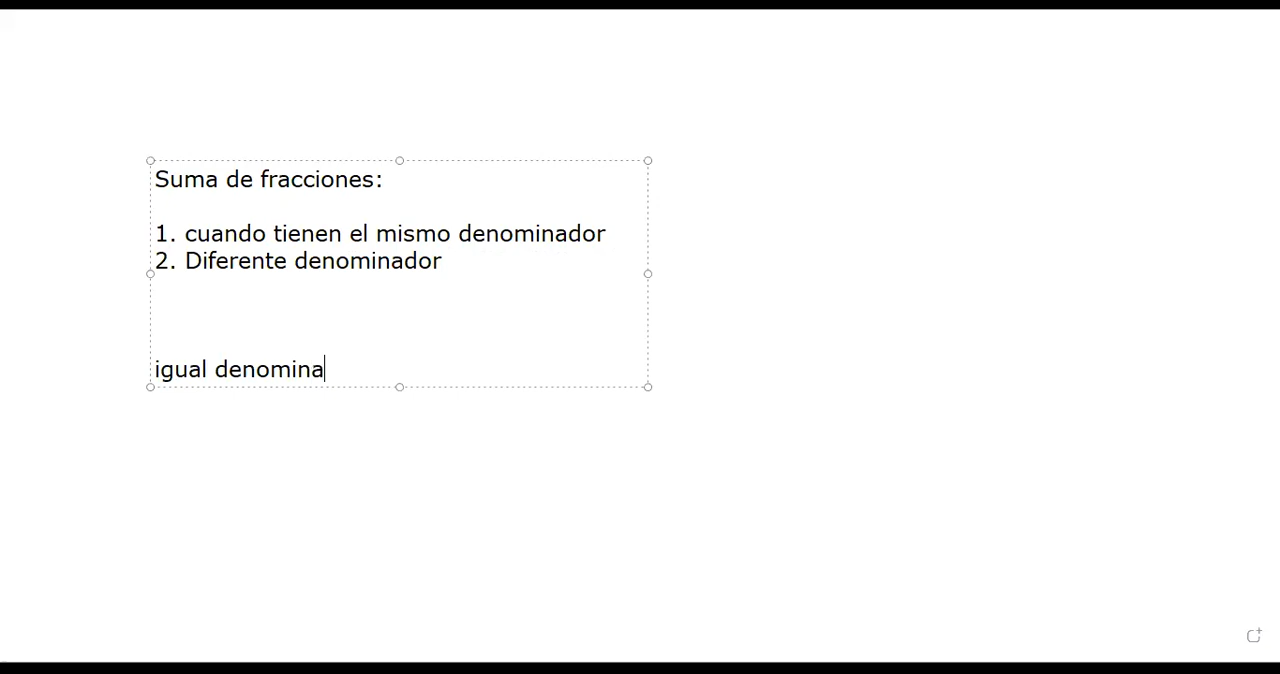 Suma de fracciones:
1. cuando tienen el mismo denominador
2. Diferente denominador
igual denomina